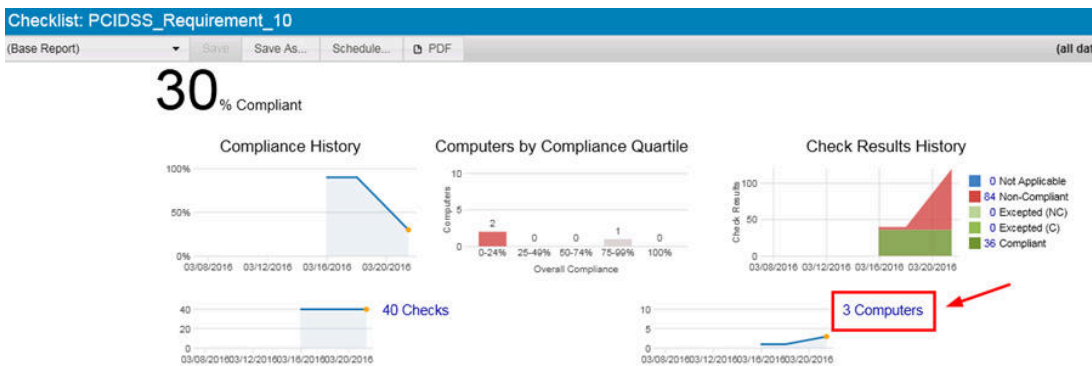 Checklist: PCIDSS_Requirement_10
(Base Report) Save Save As... Schedule... PDF (all dat
30% Compliant
Compliance History
100%
50%
0%
03/08/2016 03/12/2016 03/16/2016 03/20/2016
Computers by Compliance Quartile
10
5
0
Computers
2 0 0 1 0
0-24% 25-49% 50-74% 75-99% 100%
Overall Compliance
Check Results History
Check Results
100
50
0
03/08/2016 03/12/2016 03/16/2016 03/20/2016
0 Not Applicable
84 Non-Compliant
0 Excepted (NC)
0 Excepted (C)
36 Compliant
40 Checks
40
20
0
03/08/2016 03/12/2016 03/16/2016 03/20/2016
3 Computers
10
5
0
03/08/2016 03/12/2016 03/16/2016 03/20/2016